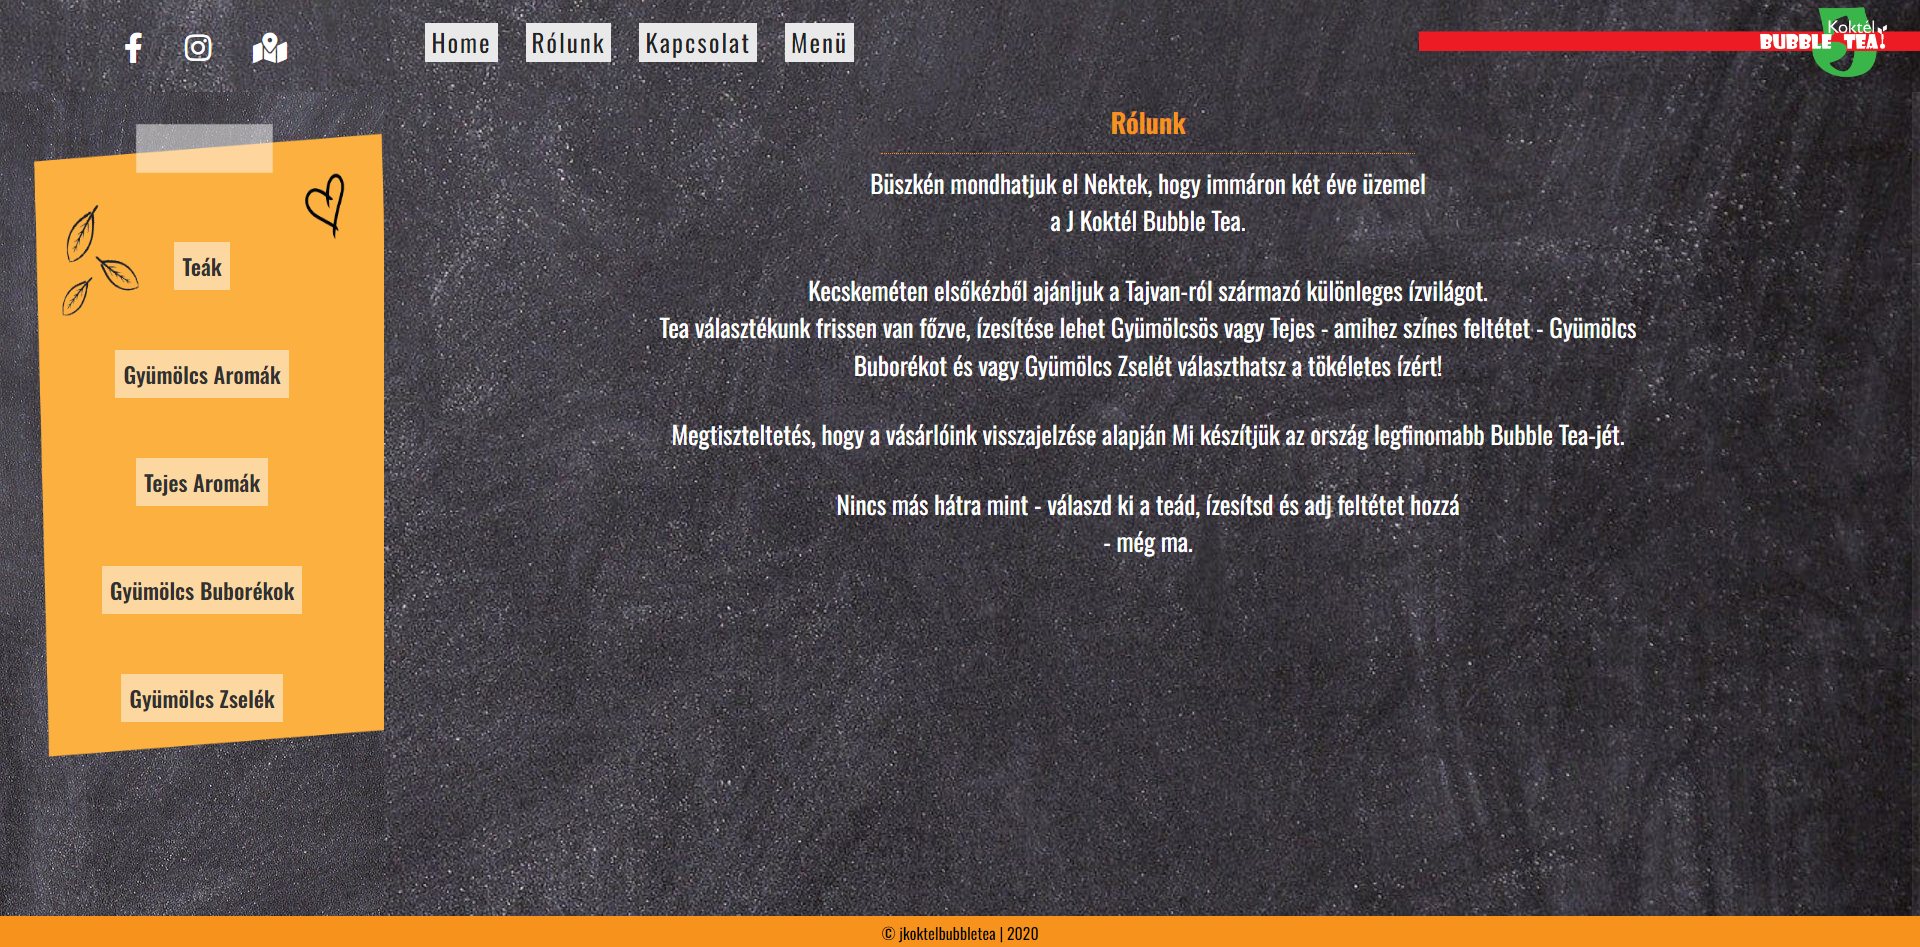 Home
Rólunk
Kapcsolat
Menü
J Koktél
BUBBLE TEA!
Teák
Gyümölcs Aromák
Tejes Aromák
Gyümölcs Buborékok
Gyümölcs Zselék
Rólunk
Büszkén mondhatjuk el Nektek, hogy immáron két éve üzemel
a J Koktél Bubble Tea.
Kecskeméten elsőkézből ajánljuk a Tajvan-ról származó különleges ízvilágot.
Tea választékunk frissen van főzve, ízesítése lehet Gyümölcsös vagy Tejes - amihez színes feltétet - Gyümölcs
Buborékot és vagy Gyümölcs Zselét választhatsz a tökéletes ízért!
Megtiszteltetés, hogy a vásárlóink visszajelzése alapján Mi készítjük az ország legfinomabb Bubble Tea-jét.
Nincs más hátra mint - válaszd ki a teád, ízesítsd és adj feltétet hozzá
- még ma.
© jkoktelbubbletea | 2020